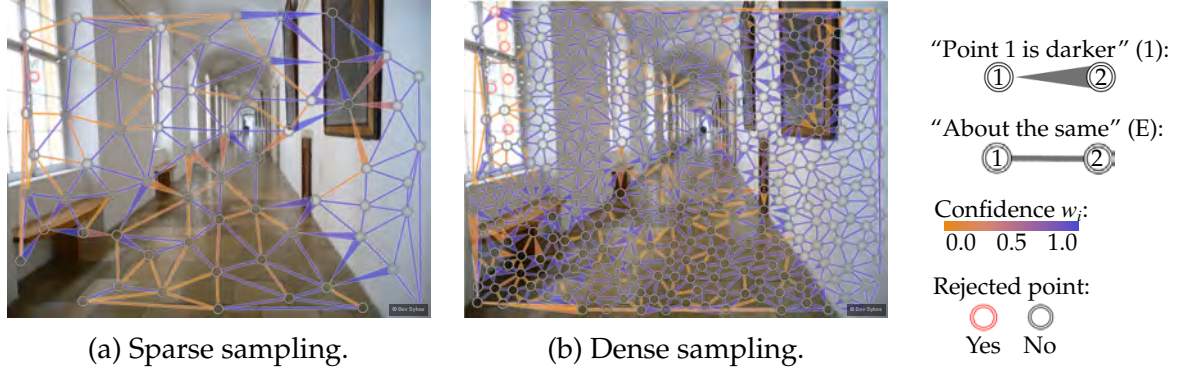 © Bev Sykes
© Bev Sykes
(a) Sparse sampling.
(b) Dense sampling.
“Point 1 is darker” (1):
1 2
“About the same” (E):
1 2
Confidence wᵢ:
0.0 0.5 1.0
Rejected point:
Yes No